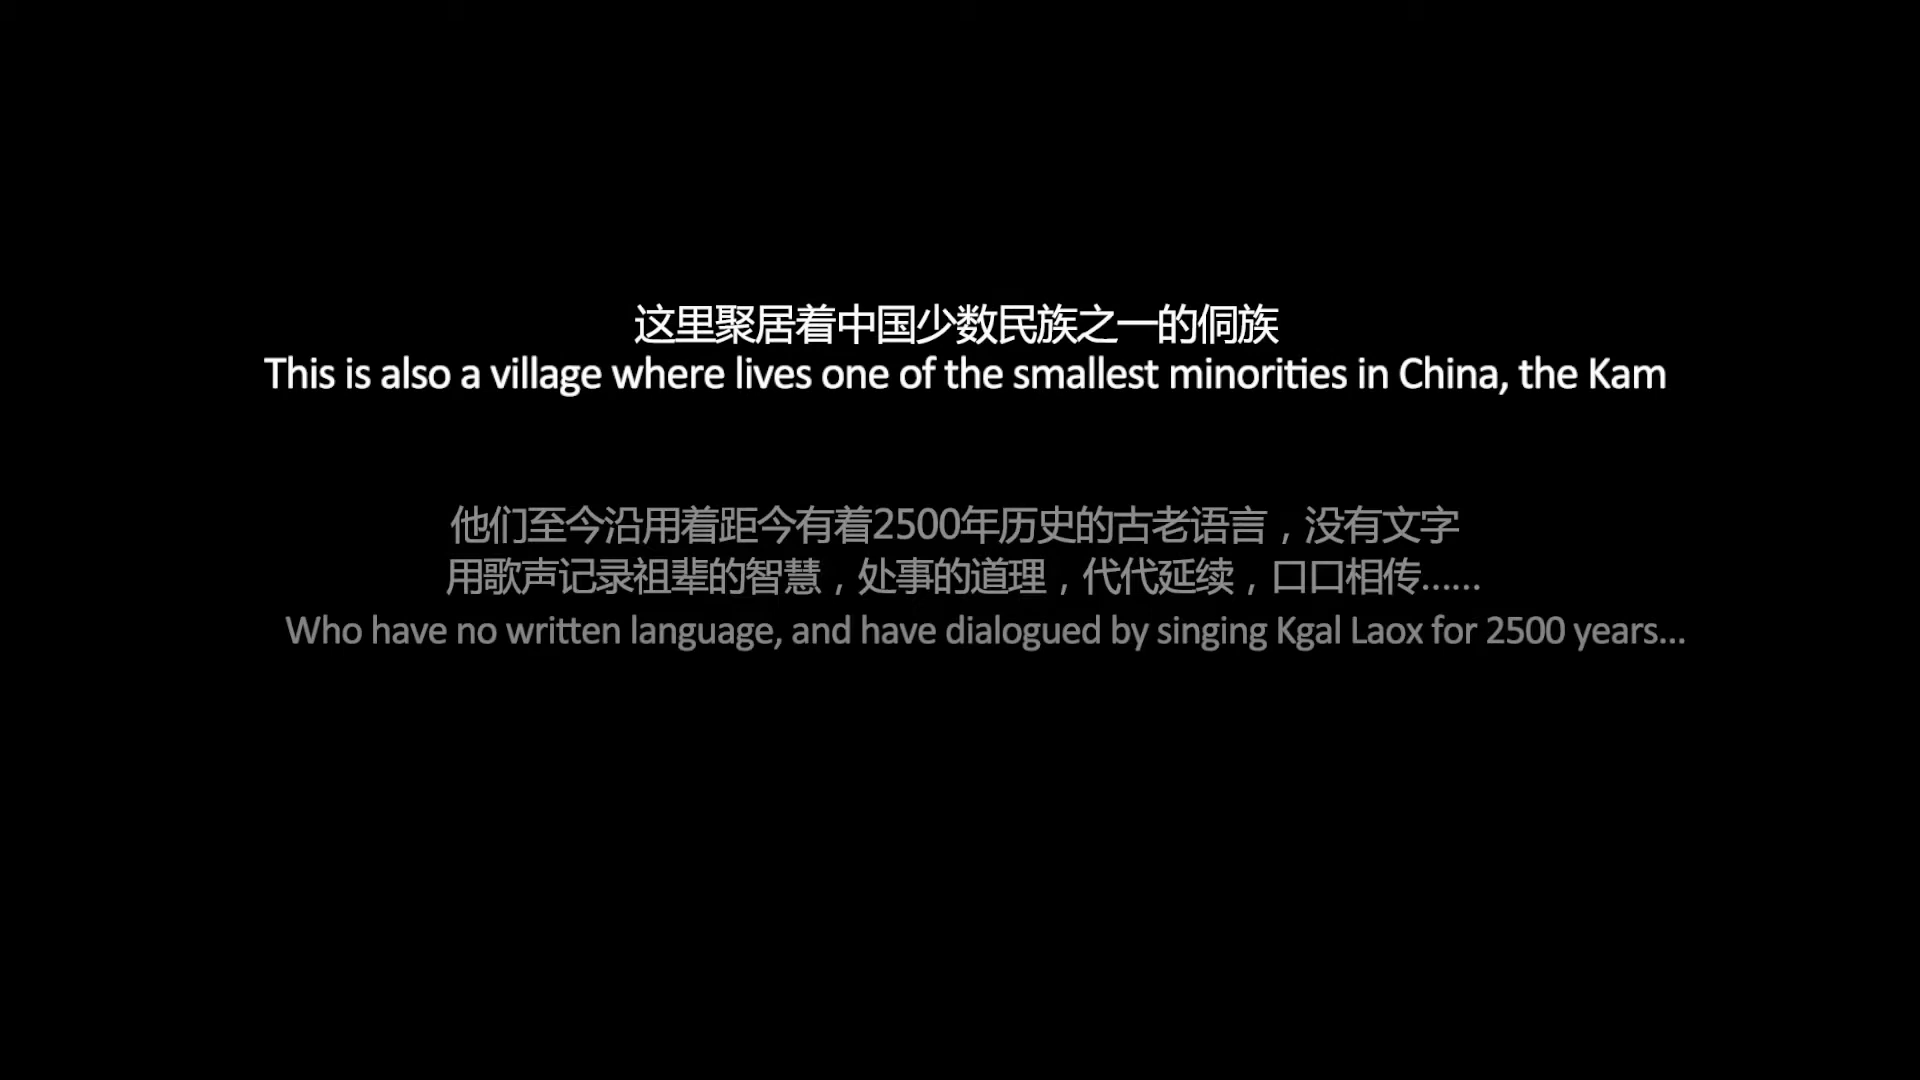 这里聚居着中国少数民族之一的侗族
This is also a village where lives one of the smallest minorities in China, the Kam
他们至今沿用着距今有着2500年历史的古老语言，没有文字
用歌声记录祖辈的智慧，处事的道理，代代延续，口口相传......
Who have no written language, and have dialogued by singing Kgal Laox for 2500 years...